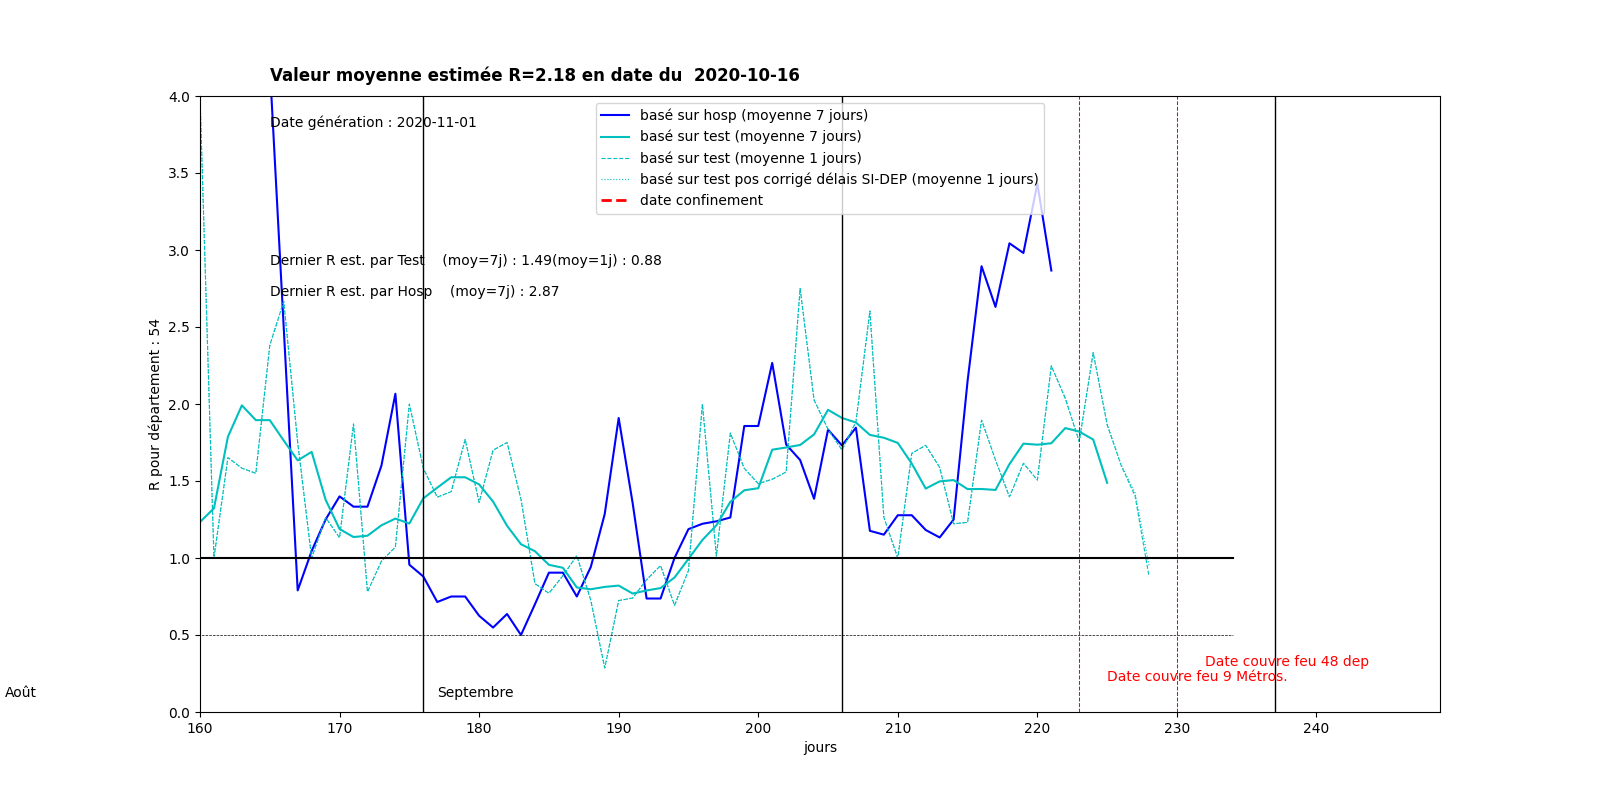 Valeur moyenne estimée R=2.18 en date du  2020-10-16
Date génération : 2020-11-01
basé sur hosp (moyenne 7 jours)
basé sur test (moyenne 7 jours)
basé sur test (moyenne 1 jours)
basé sur test pos corrigé délais SI-DEP (moyenne 1 jours)
date confinement
Dernier R est. par Test    (moy=7j) : 1.49(moy=1j) : 0.88
Dernier R est. par Hosp    (moy=7j) : 2.87
R pour département : 54
4.0
3.5
3.0
2.5
2.0
1.5
1.0
0.5
0.0
Date couvre feu 48 dep
Date couvre feu 9 Métros.
Août
Septembre
160 170 180 190 200 210 220 230 240
jours